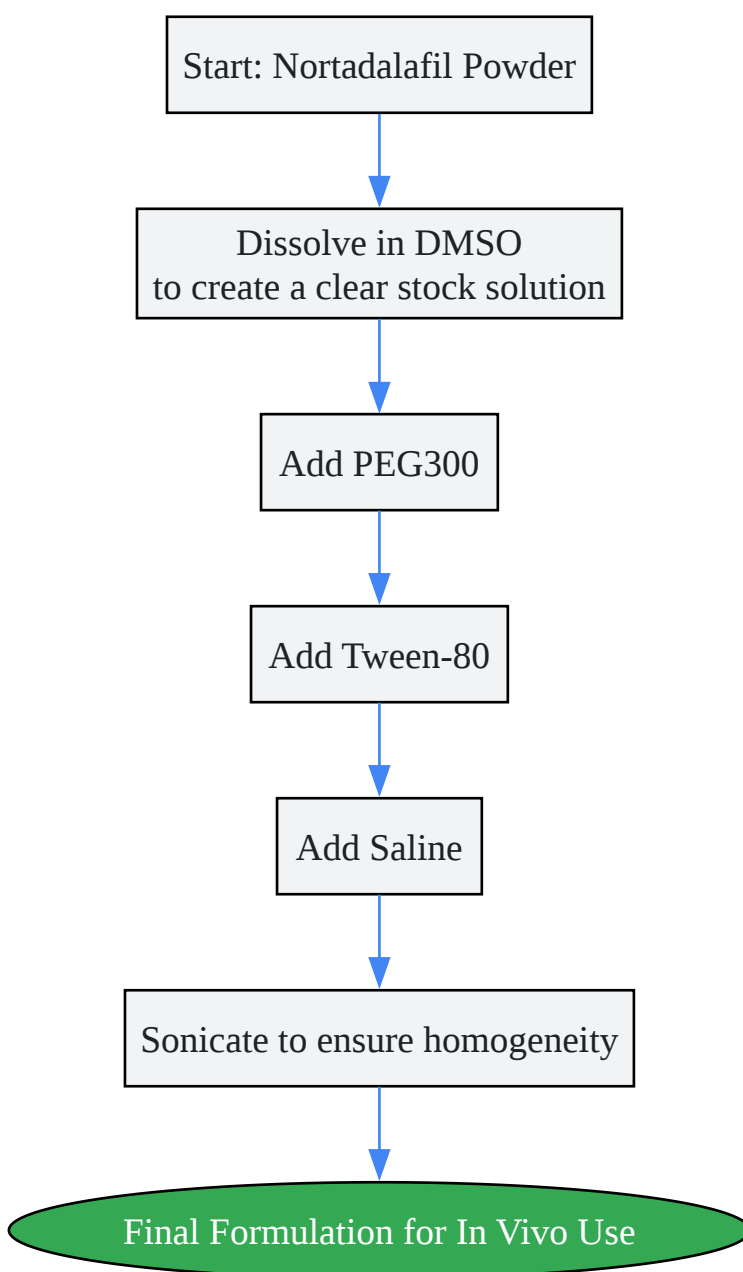 Start: Nortadalafil Powder
Dissolve in DMSO
to create a clear stock solution
Add PEG300
Add Tween-80
Add Saline
Sonicate to ensure homogeneity
Final Formulation for In Vivo Use